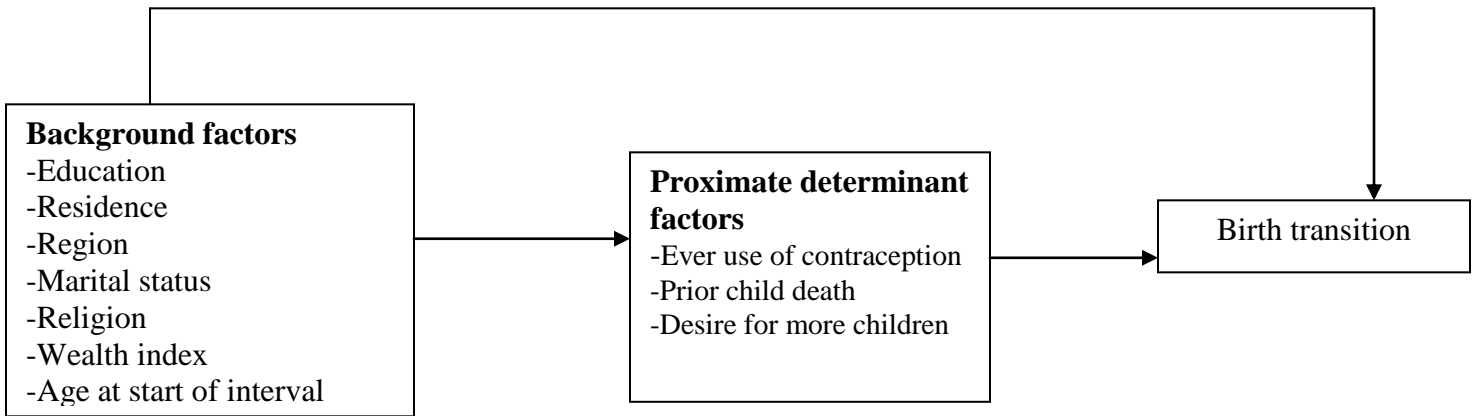 Background factors
-Education
-Residence
-Region
-Marital status
-Religion
-Wealth index
-Age at start of interval
Proximate determinant
factors
-Ever use of contraception
-Prior child death
-Desire for more children
Birth transition